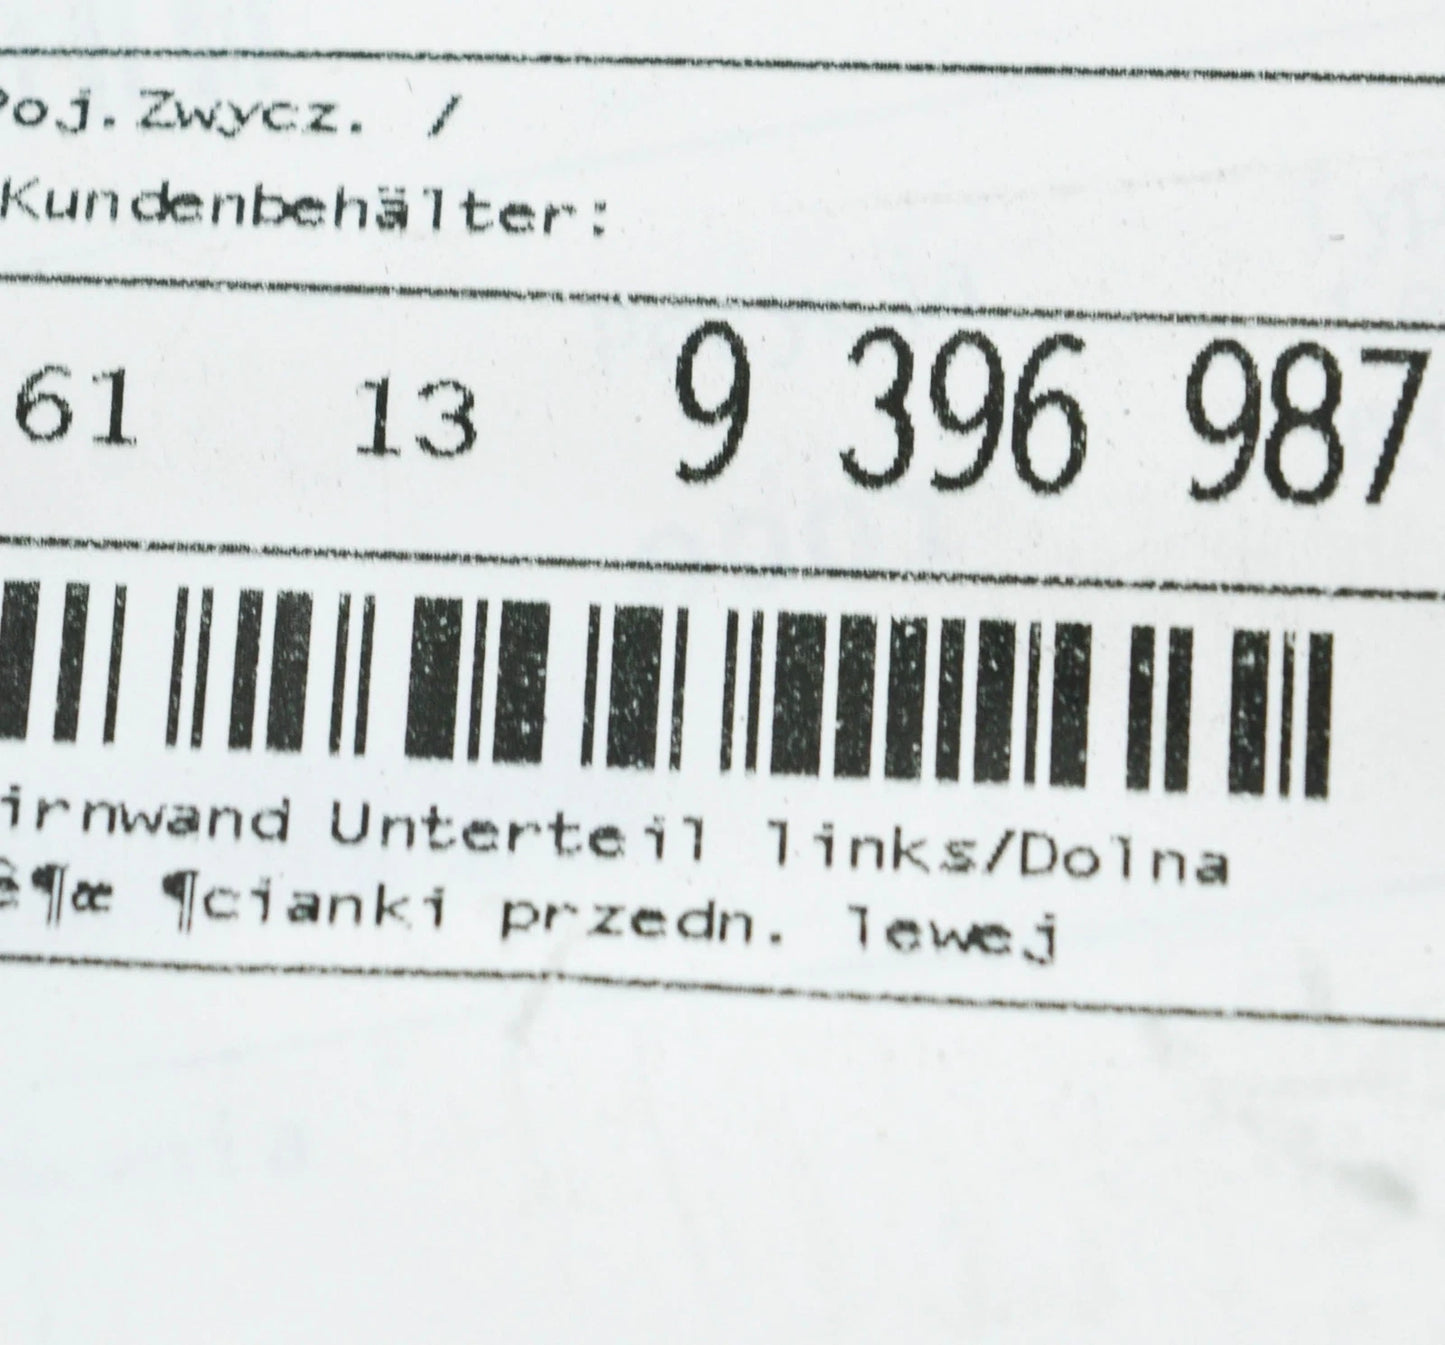 Poj.Zwycz. /
Kundenbehälter:
61 13 9 396 987
irnwand Unterteil links/Dolna
ê¶æ ¶cianki przedn. lewej